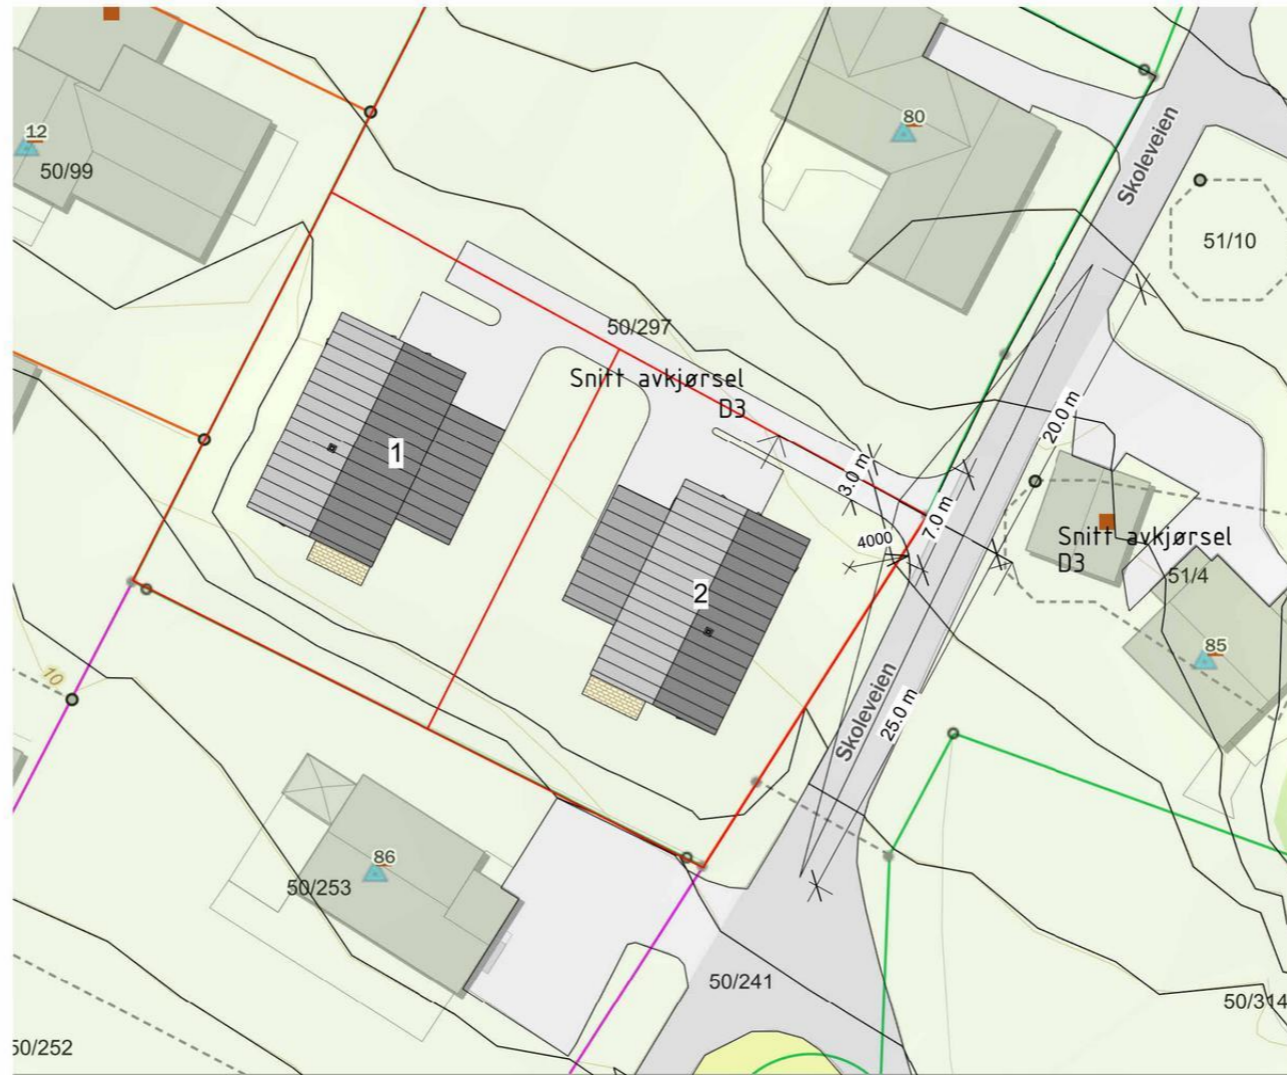 12
50/99
80
Skoleveien
51/10
50/297
Snitt avkjørsel
D3
20.0 m
1
3.0 m
7.0 m
4000
Snitt avkjørsel
D3
51/4
2
85
10
Skoleveien
25.0 m
86
50/253
50/241
50/314
50/252